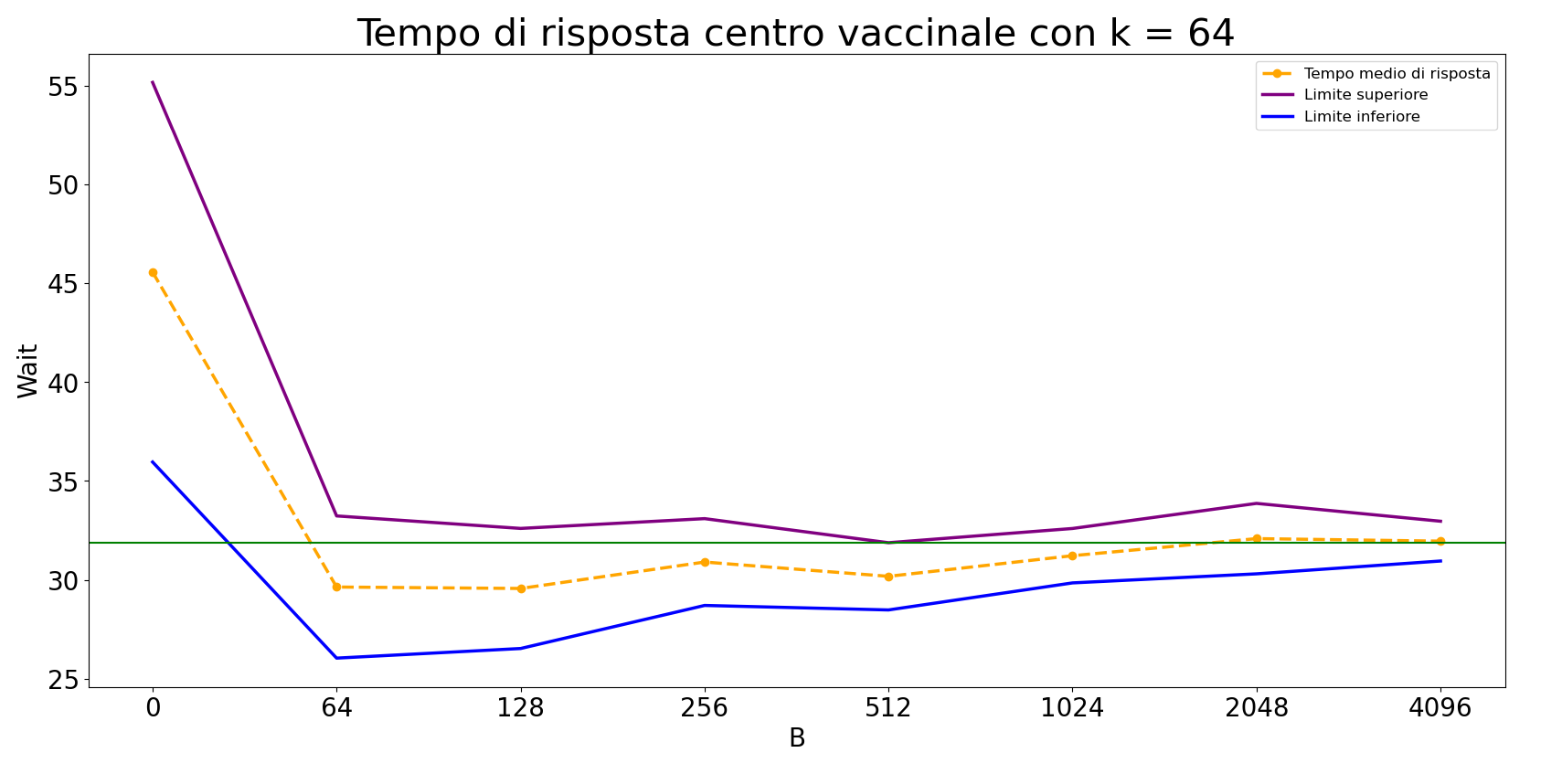 Tempo di risposta centro vaccinale con k = 64
Tempo medio di risposta
Limite superiore
Limite inferiore
55
50
45
40
35
30
25
Wait
0 64 128 256 512 1024 2048 4096
B